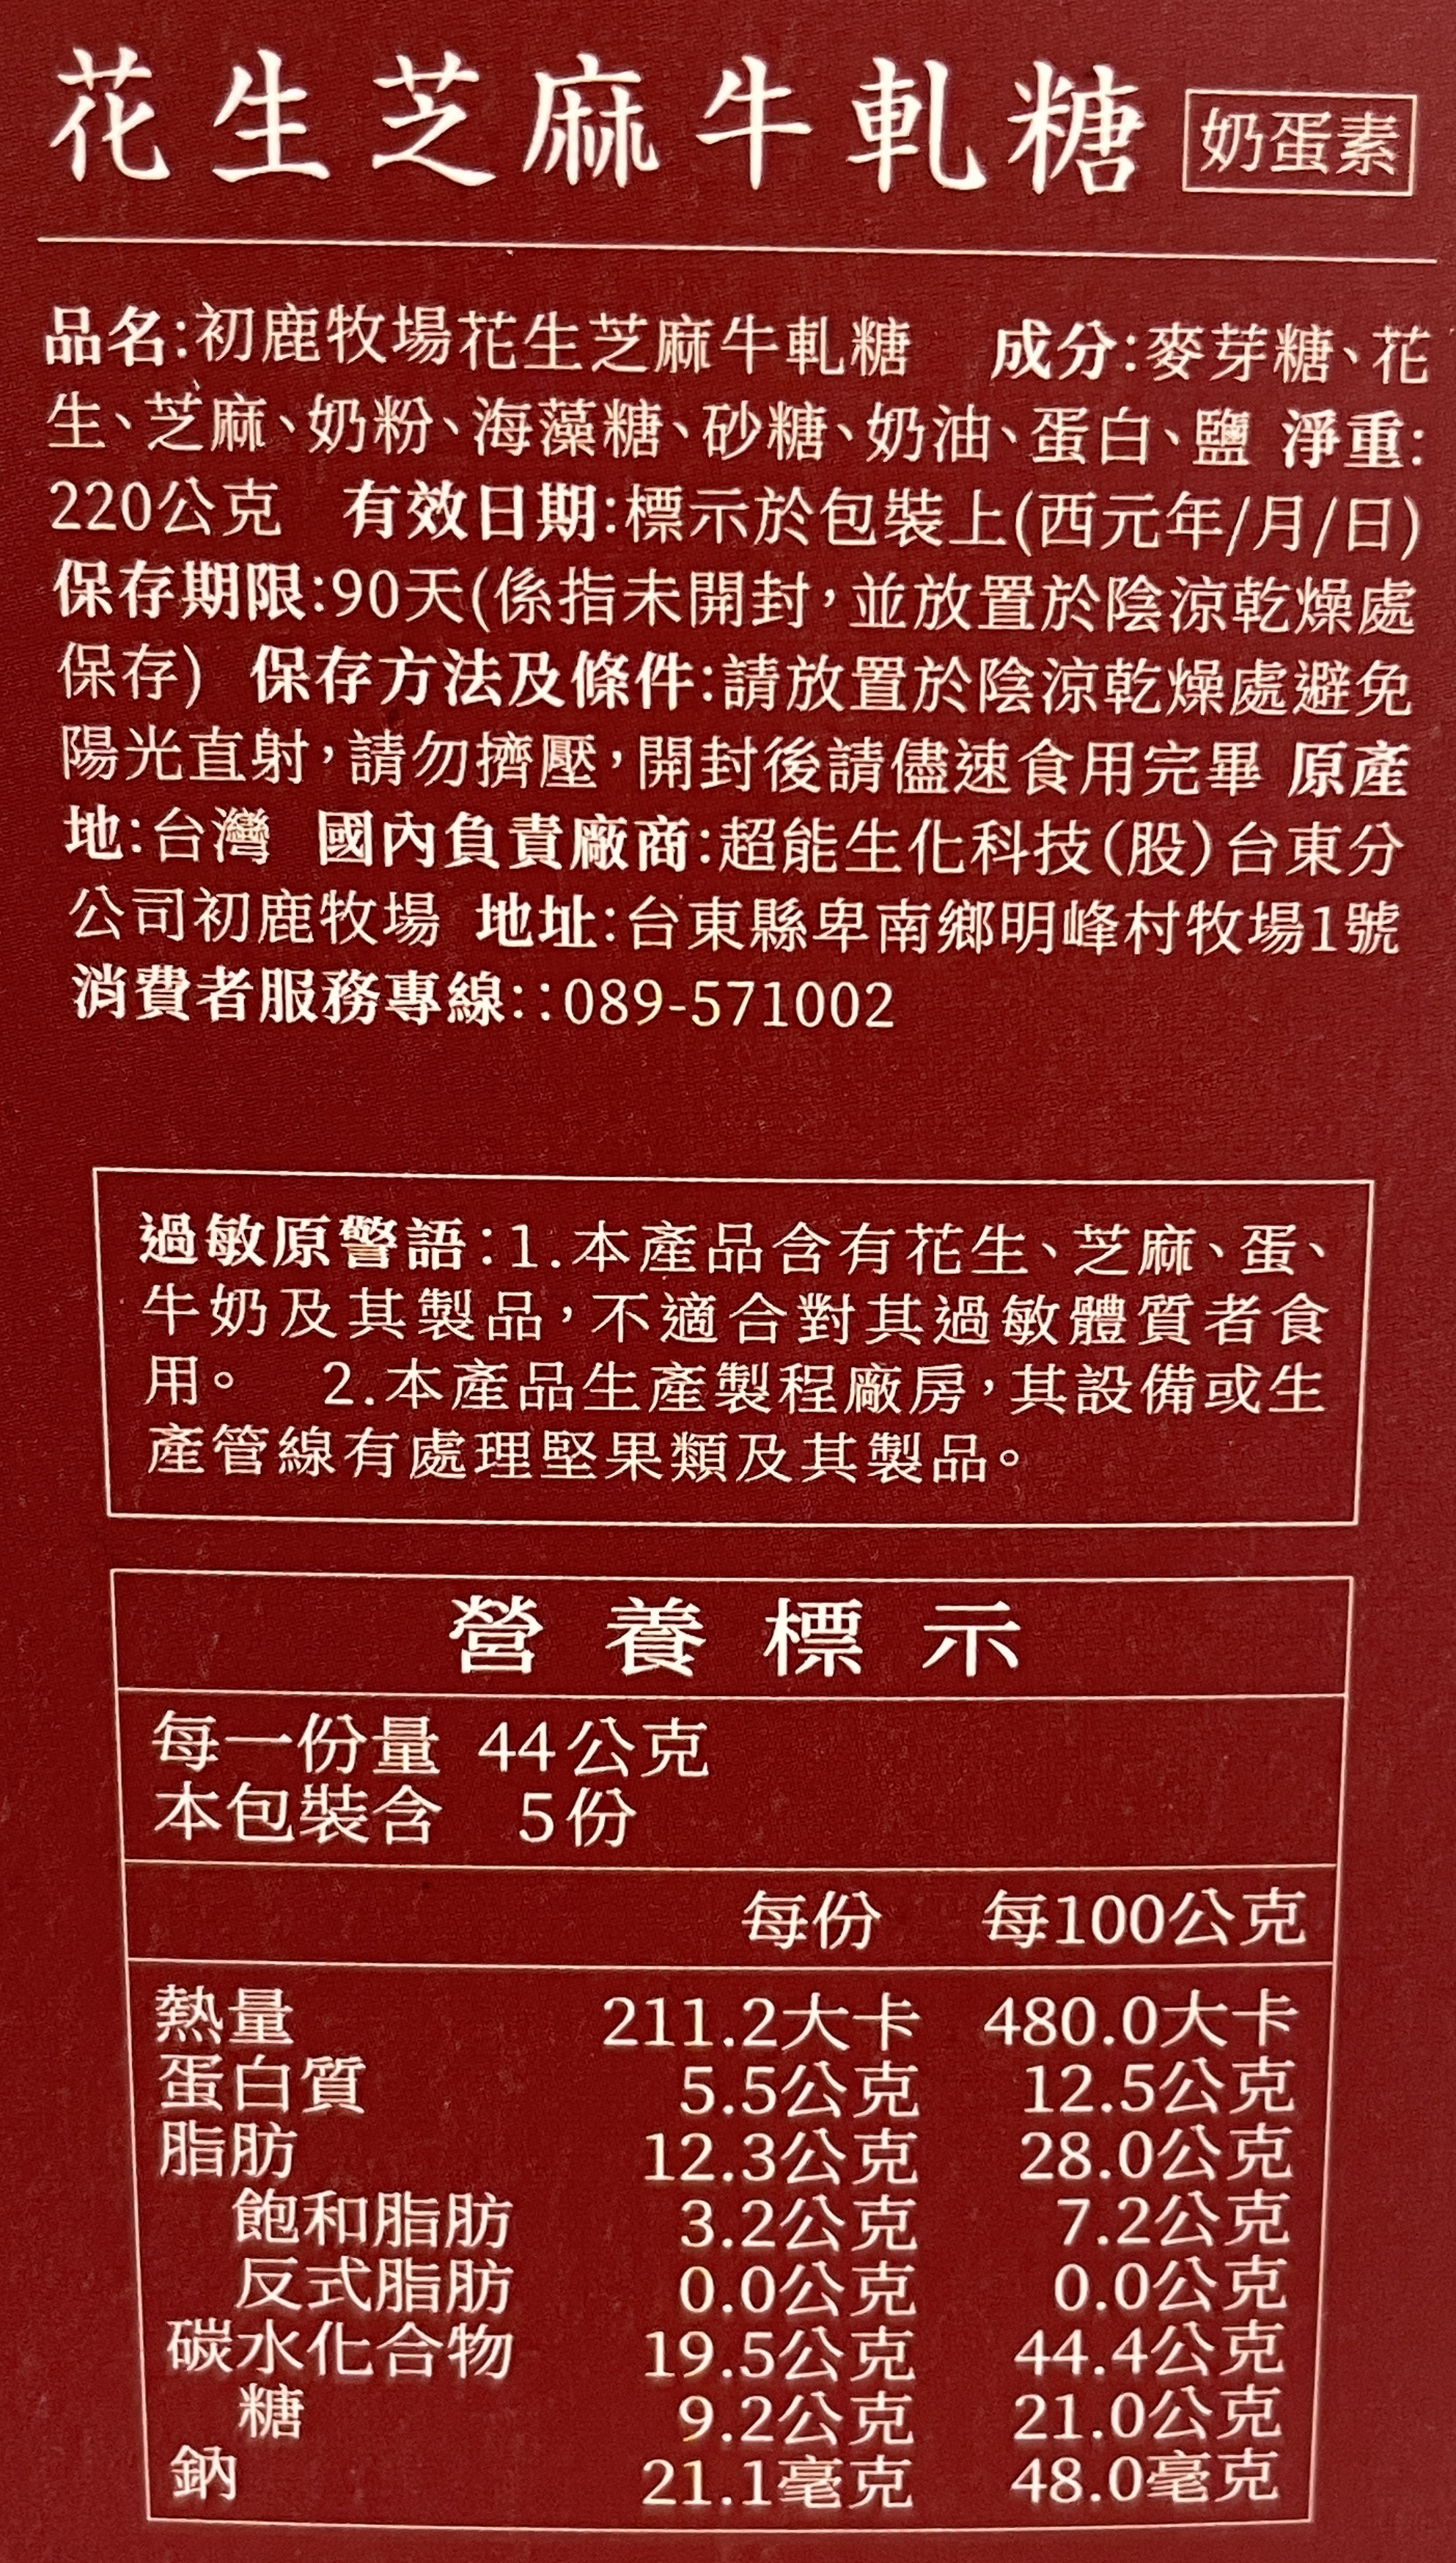 花生芝麻牛軋糖 奶蛋素
品名:初鹿牧場花生芝麻牛軋糖 成分:麥芽糖、花
生、芝麻、奶粉、海藻糖、砂糖、奶油、蛋白、鹽 淨重:
220公克 有效日期:標示於包裝上(西元年/月/日)
保存期限:90天(係指未開封,並放置於陰涼乾燥處
保存) 保存方法及條件:請放置於陰涼乾燥處避免
陽光直射,請勿擠壓,開封後請儘速食用完畢 原產
地:台灣 國內負責廠商:超能生化科技(股)台東分
公司初鹿牧場 地址:台東縣卑南鄉明峰村牧場1號
消費者服務專線::089-571002
過敏原警語:1.本產品含有花生、芝麻、蛋、
牛奶及其製品,不適合對其過敏體質者食
用。 2.本產品生產製程廠房,其設備或生
產管線有處理堅果類及其製品。
營養標示
每一份量 44公克
本包裝含 5份
每份 每100公克
熱量 211.2大卡 480.0大卡
蛋白質 5.5公克 12.5公克
脂肪 12.3公克 28.0公克
飽和脂肪 3.2公克 7.2公克
反式脂肪 0.0公克 0.0公克
碳水化合物 19.5公克 44.4公克
糖 9.2公克 21.0公克
鈉 21.1毫克 48.0毫克